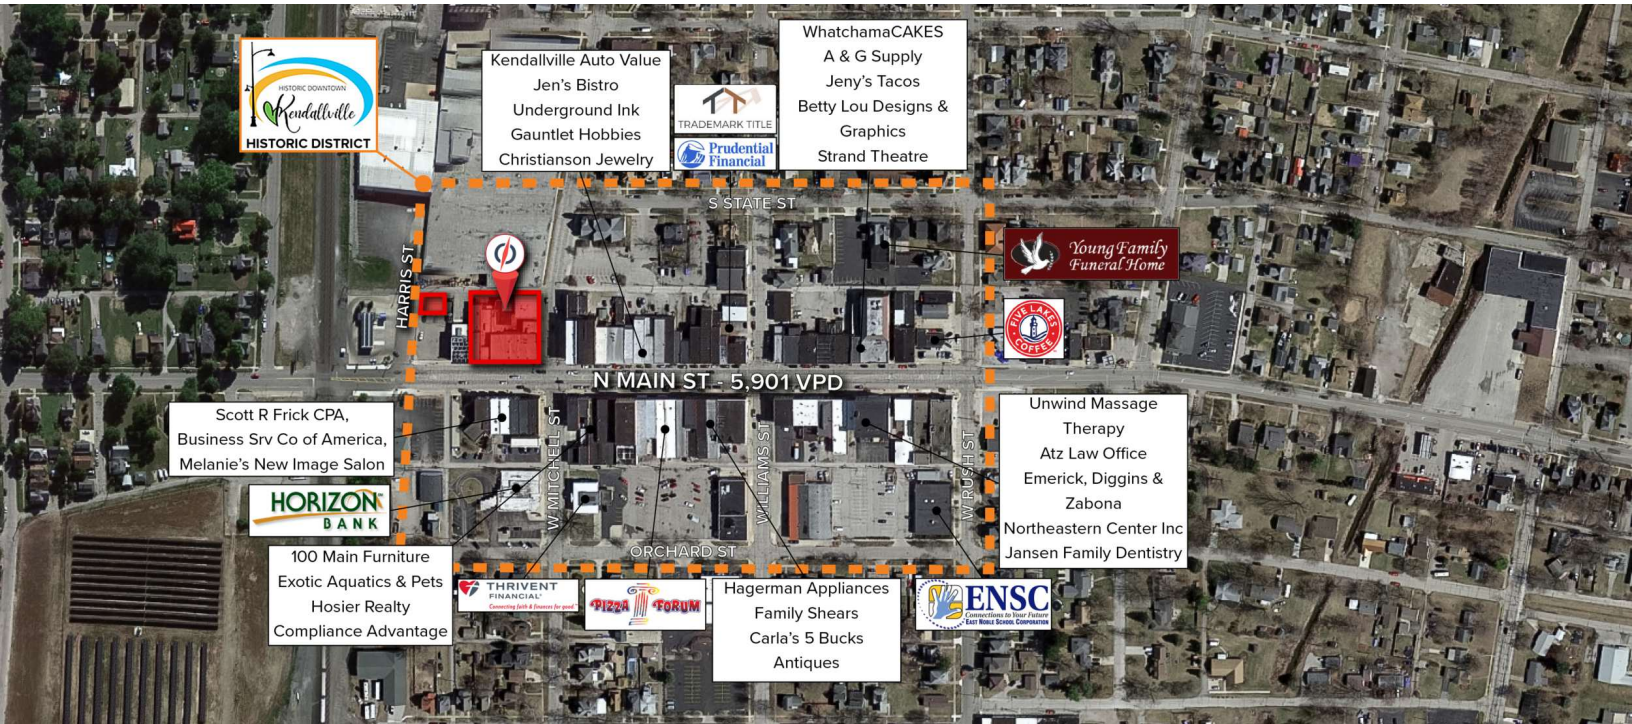 HISTORIC DOWNTOWN
Kendallville
HISTORIC DISTRICT
Kendallville Auto Value
Jen's Bistro
Underground Ink
Gauntlet Hobbies
Christianson Jewelry
TRADEMARK TITLE
Prudential
Financial
WhatchamaCAKES
A & G Supply
Jeny's Tacos
Betty Lou Designs &
Graphics
Strand Theatre
S STATE ST
HARRIS ST
Young Family
Funeral Home
FIVE LAKES
COFFEE
N MAIN ST - 5,901 VPD
Scott R Frick CPA,
Business Srv Co of America,
Melanie's New Image Salon
HORIZON
BANK
W MITCHELL ST
WILLIAMS ST
W RUSH ST
Unwind Massage
Therapy
Atz Law Office
Emerick, Diggins &
Zabona
Northeastern Center Inc
Jansen Family Dentistry
ORCHARD ST
100 Main Furniture
Exotic Aquatics & Pets
Hosier Realty
Compliance Advantage
THRIVENT
FINANCIAL®
Connecting faith & finances for good.
PIZZA FORUM
Hagerman Appliances
Family Shears
Carla's 5 Bucks
Antiques
ENSC
Connections to Your Future
EAST NOBLE SCHOOL CORPORATION